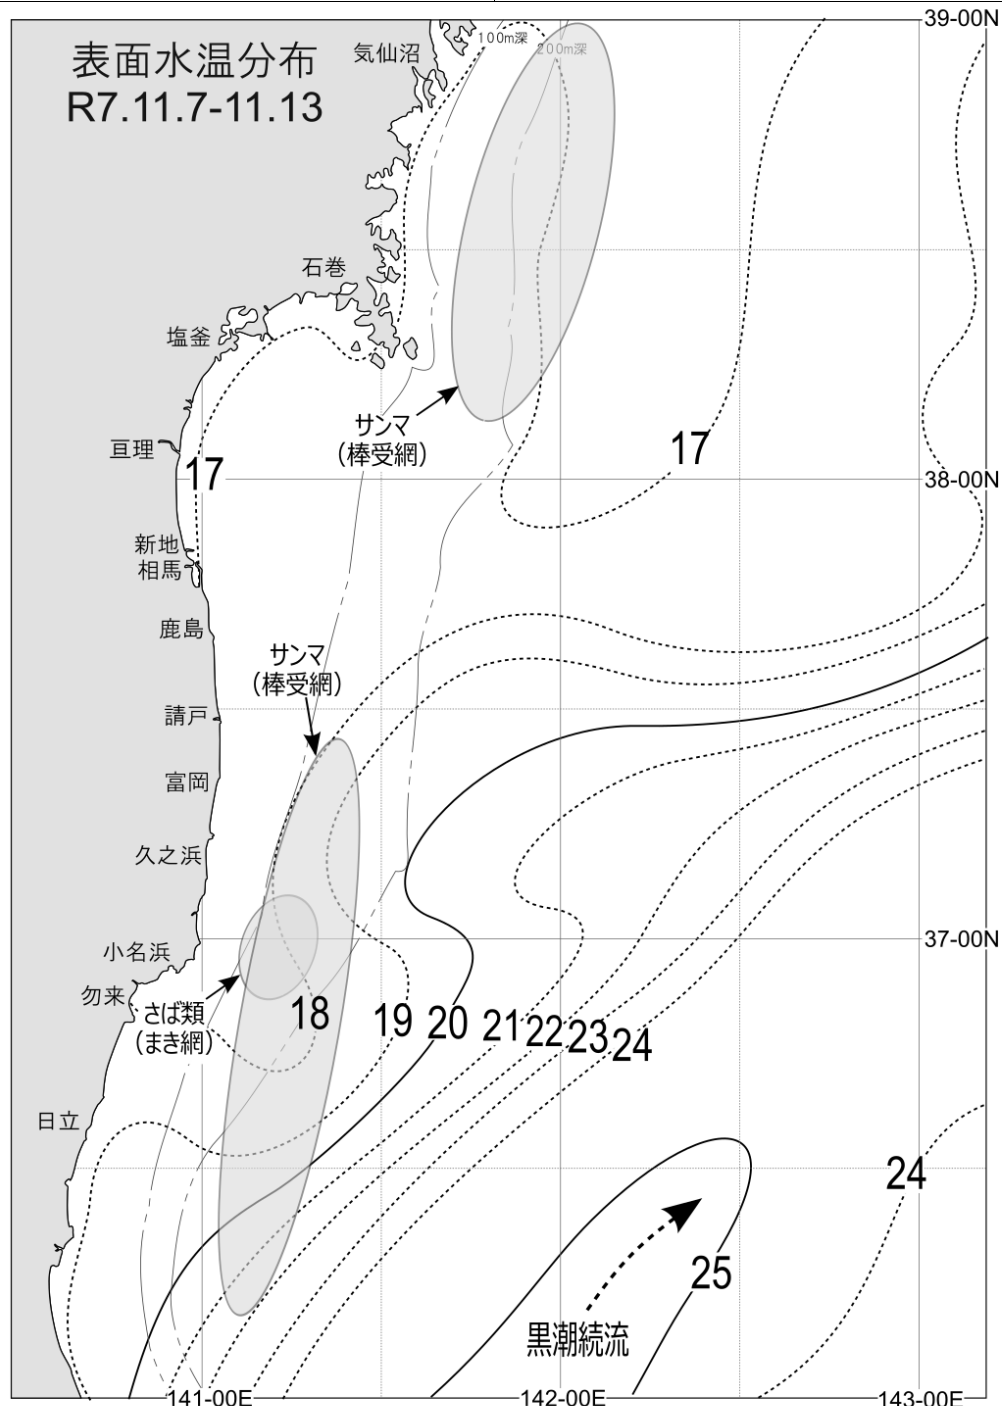 表面水温分布
R7.11.7-11.13
気仙沼
100m深
200m深
39-00N
石巻
塩釜
サンマ
(棒受網)
亘理
17
17
38-00N
新地
相馬
鹿島
サンマ
(棒受網)
請戸
富岡
久之浜
37-00N
小名浜
勿来
さば類
(まき網)
18
19
20
21
22
23
24
日立
24
25
黒潮続流
141-00E
142-00E
143-00E